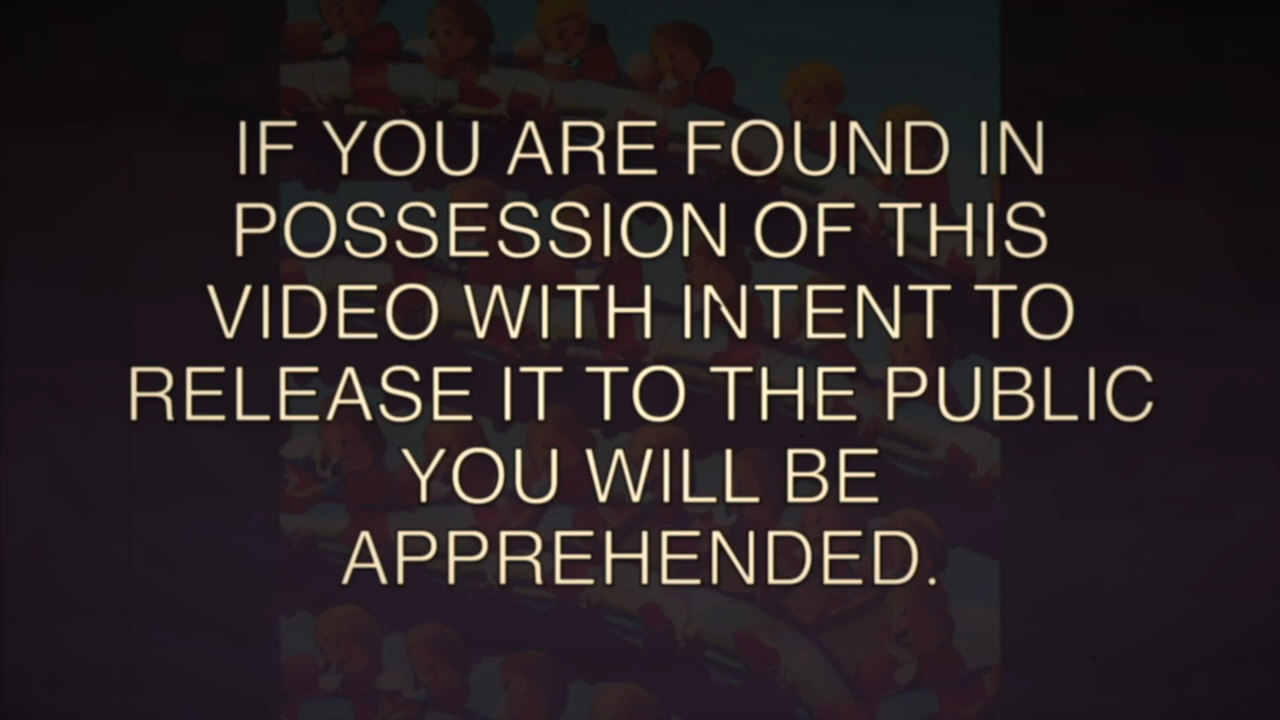 IF YOU ARE FOUND IN
POSSESSION OF THIS
VIDEO WITH INTENT TO
RELEASE IT TO THE PUBLIC
YOU WILL BE
APPREHENDED.